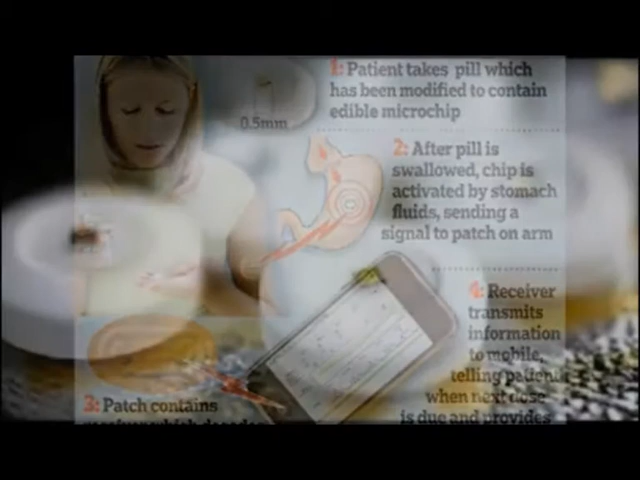 1: Patient takes pill which
has been modified to contain
edible microchip
0.5mm
2: After pill is
swallowed, chip is
activated by stomach
fluids, sending a
signal to patch on arm
3: Patch contains
which
4: Receiver
transmits
information
to mobile,
telling patient
when next dose
is due and provides